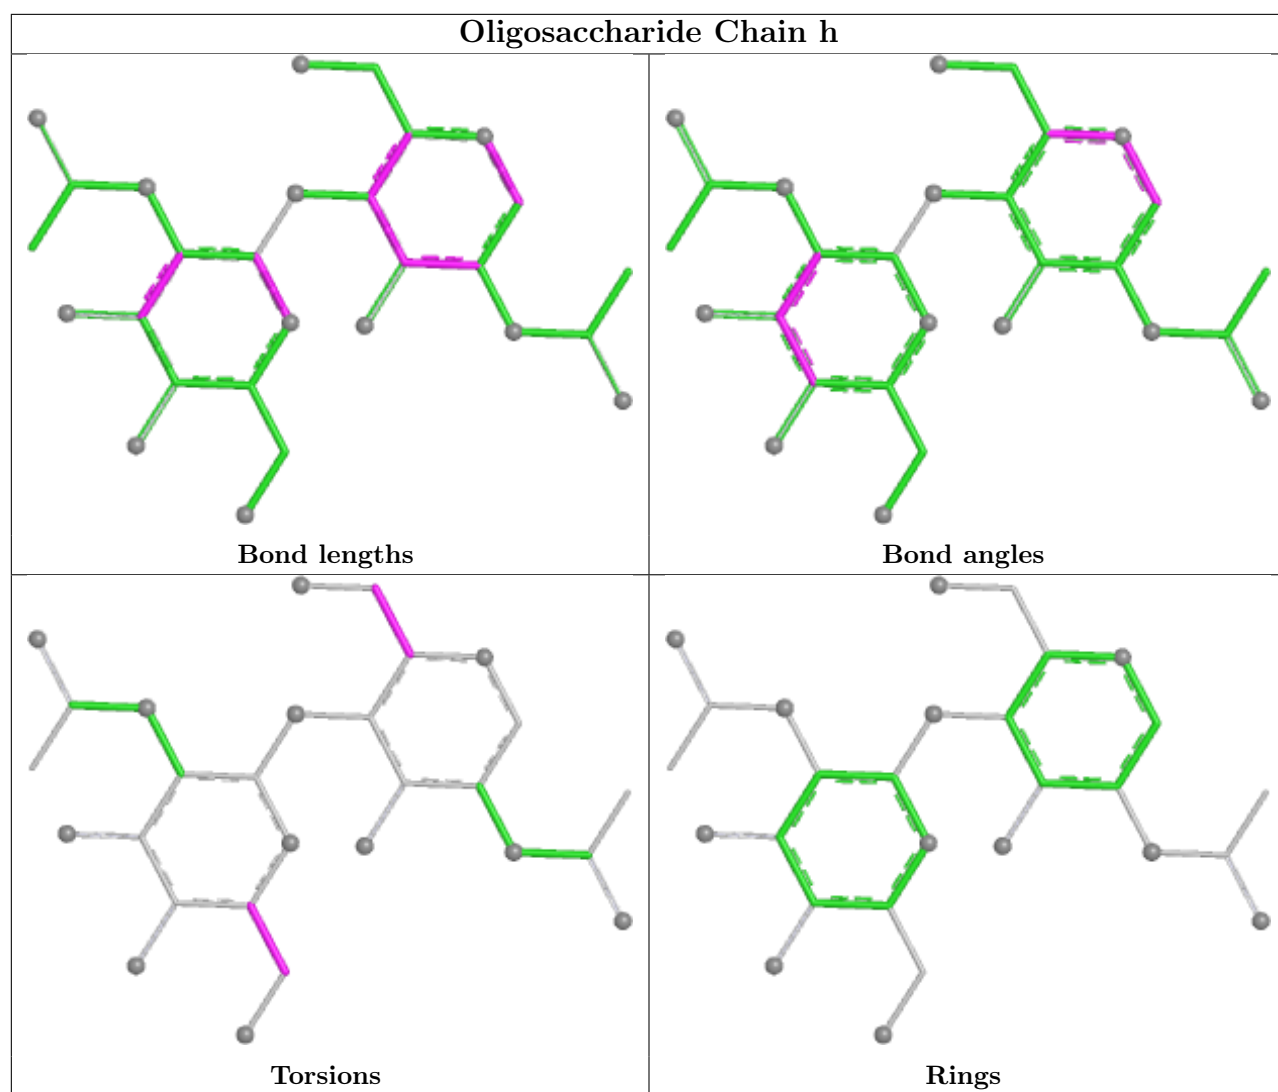 Oligosaccharide Chain h
Bond lengths
Bond angles
Torsions
Rings